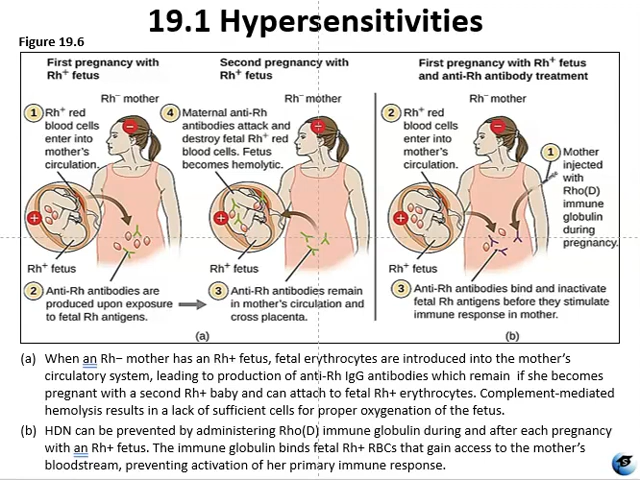 19.1 Hypersensitivities
Figure 19.6
First pregnancy with
Rh+ fetus
Second pregnancy with
Rh+ fetus
First pregnancy with Rh+ fetus
and anti-Rh antibody treatment
Rh− mother
1 Rh+ red
blood cells
enter into
mother's
circulation.
−
+
Rh+ fetus
2 Anti-Rh antibodies are
produced upon exposure
to fetal Rh antigens.
Rh− mother
4 Maternal anti-Rh
antibodies attack and
destroy fetal Rh+ red
blood cells. Fetus
becomes hemolytic.
+
+
Rh+ fetus
3 Anti-Rh antibodies remain
in mother's circulation and
cross placenta.
(a)
Rh− mother
2 Rh+ red
blood cells
enter into
mother's
circulation.
−
1 Mother
injected
with
Rho(D)
immune
globulin
during
pregnancy.
+
Rh+ fetus
3 Anti-Rh antibodies bind and inactivate
fetal Rh antigens before they stimulate
immune response in mother.
(b)
(a) When an Rh− mother has an Rh+ fetus, fetal erythrocytes are introduced into the mother's
circulatory system, leading to production of anti-Rh IgG antibodies which remain if she becomes
pregnant with a second Rh+ baby and can attach to fetal Rh+ erythrocytes. Complement-mediated
hemolysis results in a lack of sufficient cells for proper oxygenation of the fetus.
(b) HDN can be prevented by administering Rho(D) immune globulin during and after each pregnancy
with an Rh+ fetus. The immune globulin binds fetal Rh+ RBCs that gain access to the mother's
bloodstream, preventing activation of her primary immune response.